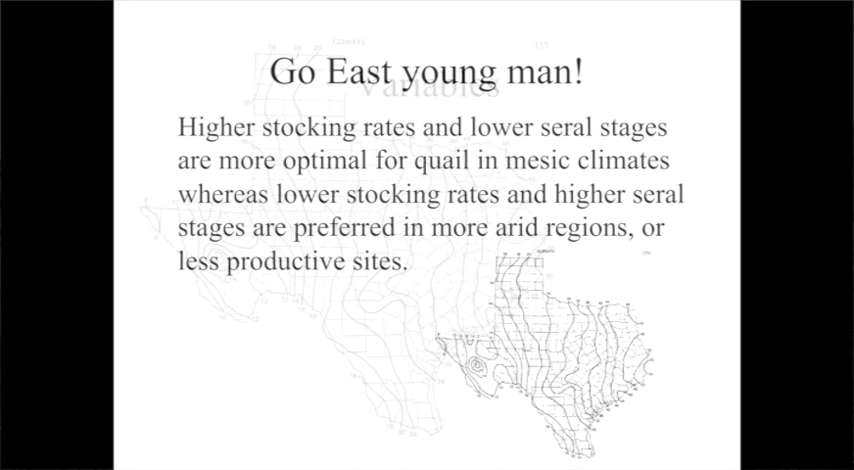 Go East young man!
Variables
Higher stocking rates and lower seral stages
are more optimal for quail in mesic climates
whereas lower stocking rates and higher seral
stages are preferred in more arid regions, or
less productive sites.